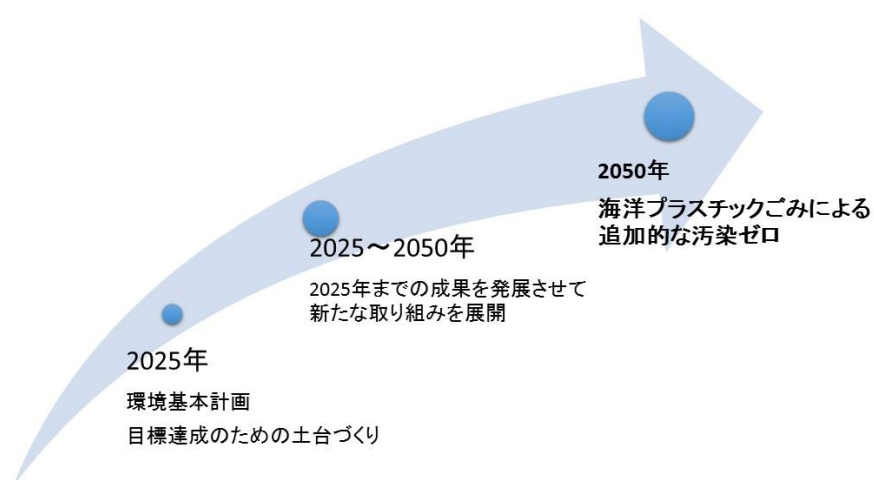 2050年
海洋プラスチックごみによる
追加的な汚染ゼロ
2025～2050年
2025年までの成果を発展させて
新たな取り組みを展開
2025年
環境基本計画
目標達成のための土台づくり